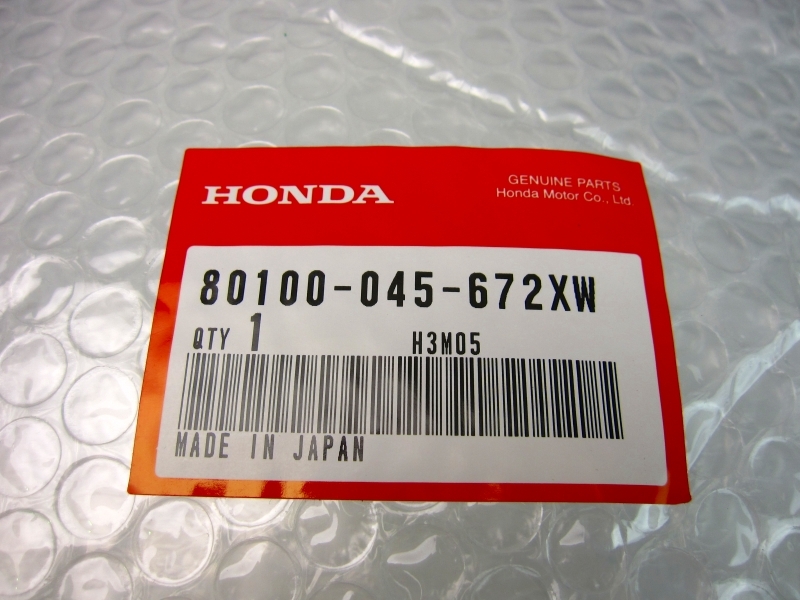 HONDA
GENUINE PARTS
Honda Motor Co., Ltd.
80100-045-672XW
QTY 1 H3M05
MADE IN JAPAN